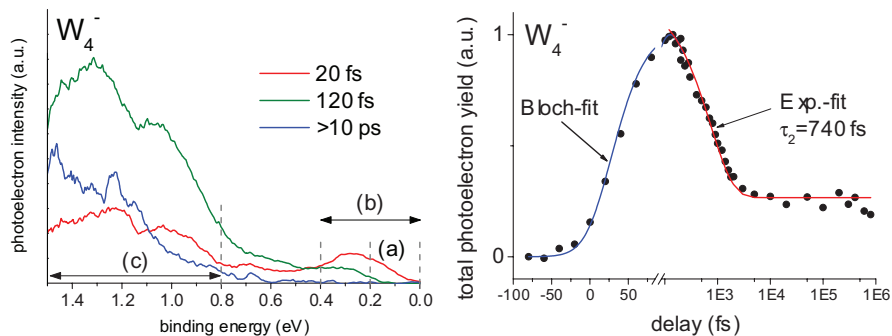 W₄⁻
20 fs
120 fs
>10 ps
(b)
(a)
(c)
photoelectron intensity (a.u.)
1.6 1.2 1.0 0.8 0.6 0.4 0.2 0.0
binding energy (eV)
W₄⁻
Bloch-fit
Exp.-fit
τ₂=740 fs
total photoelectron yield (a.u.)
1
0
-100 -50 0 50 1E3 1E4 1E5 1E6
delay (fs)